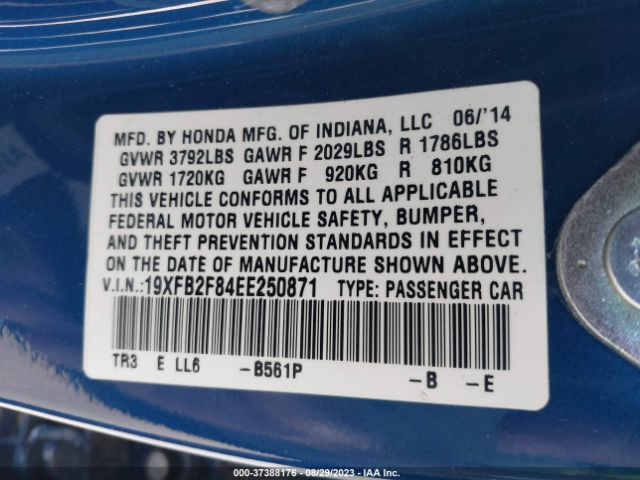 MFD. BY HONDA MFG. OF INDIANA, LLC 06/'14
GVWR 3792LBS GAWR F 2029LBS R 1786LBS
GVWR 1720KG GAWR F 920KG R 810KG
THIS VEHICLE CONFORMS TO ALL APPLICABLE
FEDERAL MOTOR VEHICLE SAFETY, BUMPER,
AND THEFT PREVENTION STANDARDS IN EFFECT
ON THE DATE OF MANUFACTURE SHOWN ABOVE.
V.I.N.:19XFB2F84EE250871 TYPE: PASSENGER CAR
TR3 E LL6 -B561P -B -E
000-37388176 - 08/29/2023 - IAA Inc.